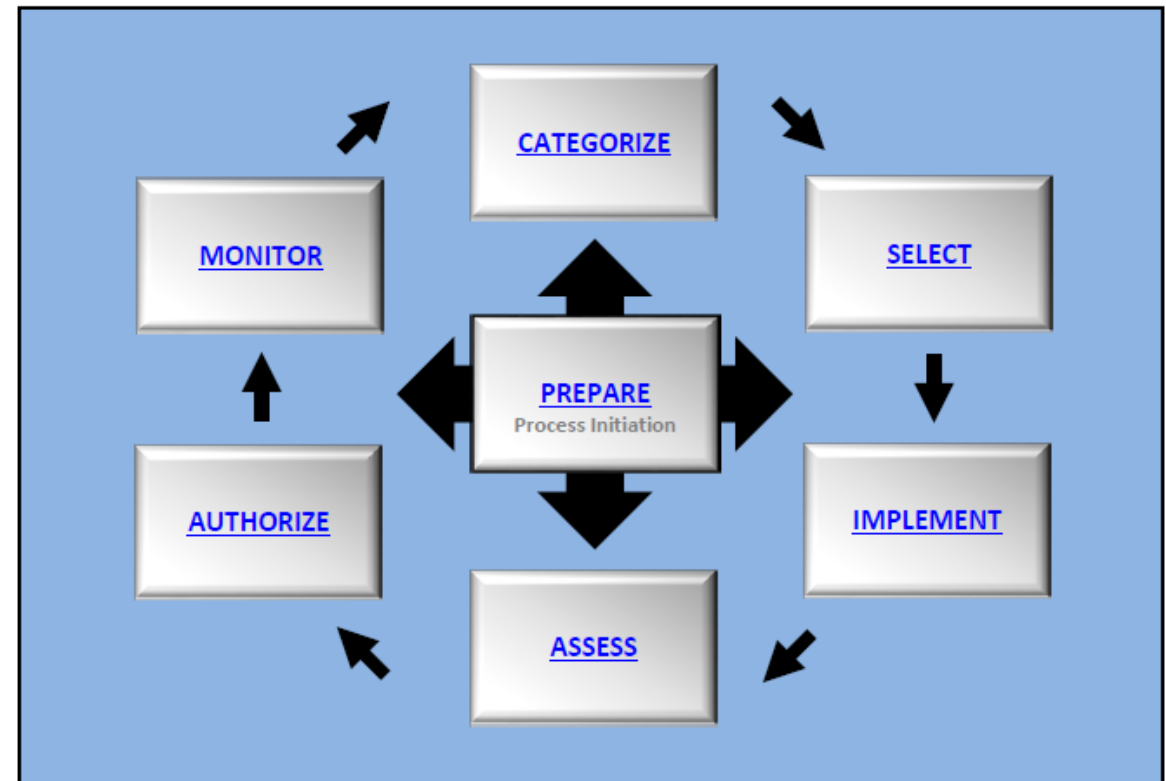 CATEGORIZE
MONITOR
SELECT
PREPARE
Process Initiation
AUTHORIZE
IMPLEMENT
ASSESS